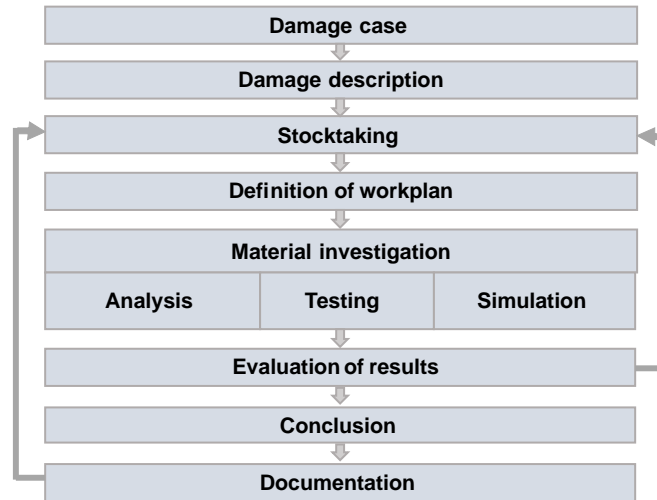 Damage case
Damage description
Stocktaking
Definition of workplan
Material investigation
Analysis
Testing
Simulation
Evaluation of results
Conclusion
Documentation